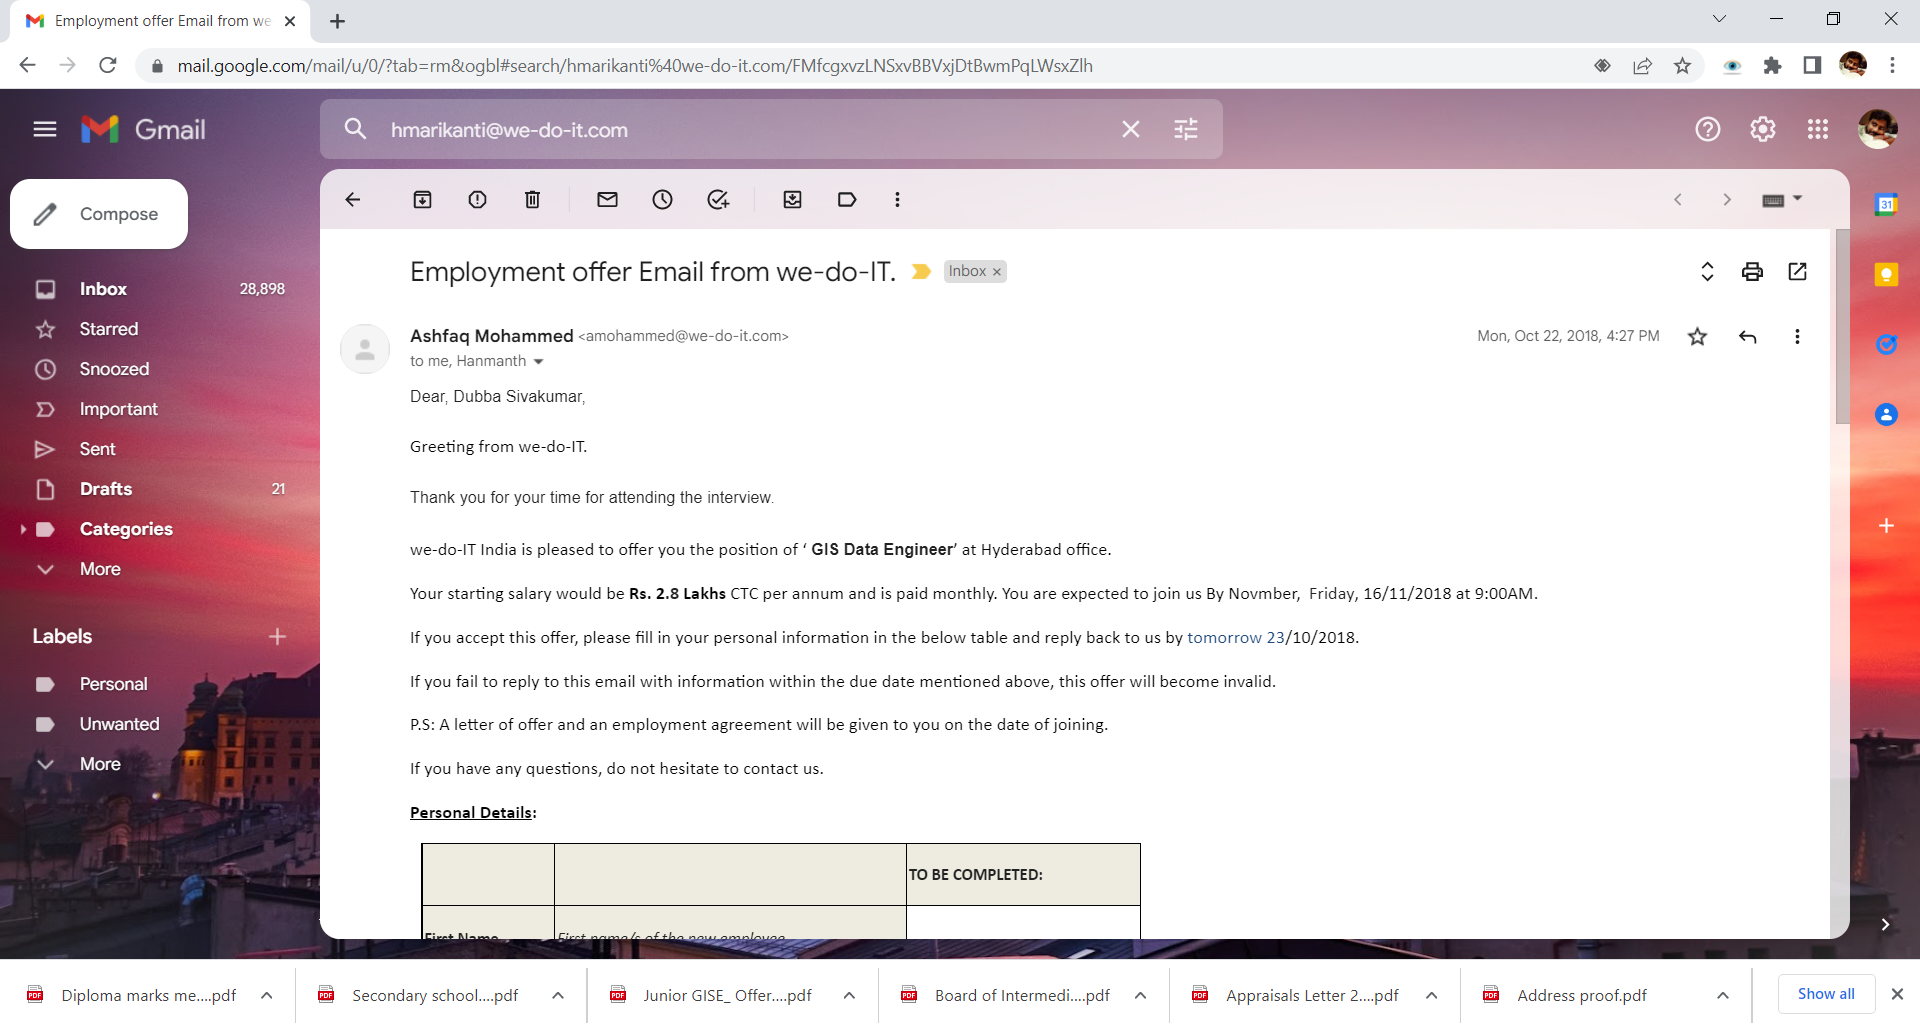 Employment offer Email from we
mail.google.com/mail/u/0/?tab=rm&ogbl#search/hmarikanti%40we-do-it.com/FMfcgxvzLNSxvBBVxjDtBwmPqLWsxZlh
Gmail
hmarikanti@we-do-it.com
Compose
Inbox 28,898
Starred
Snoozed
Important
Sent
Drafts 21
Categories
More
Labels
Personal
Unwanted
More
31
Employment offer Email from we-do-IT.
Inbox ×
Ashfaq Mohammed <amohammed@we-do-it.com>
Mon, Oct 22, 2018, 4:27 PM
to me, Hanmanth
Dear, Dubba Sivakumar,
Greeting from we-do-IT.
Thank you for your time for attending the interview.
we-do-IT India is pleased to offer you the position of ‘ GIS Data Engineer’ at Hyderabad office.
Your starting salary would be Rs. 2.8 Lakhs CTC per annum and is paid monthly. You are expected to join us By Novmber,  Friday, 16/11/2018 at 9:00AM.
If you accept this offer, please fill in your personal information in the below table and reply back to us by tomorrow 23/10/2018.
If you fail to reply to this email with information within the due date mentioned above, this offer will become invalid.
P.S: A letter of offer and an employment agreement will be given to you on the date of joining.
If you have any questions, do not hesitate to contact us.
Personal Details:
TO BE COMPLETED:
First Name First name/s of the new employee
Diploma marks me....pdf
Secondary school....pdf
Junior GISE_ Offer....pdf
Board of Intermedi....pdf
Appraisals Letter 2....pdf
Address proof.pdf
Show all